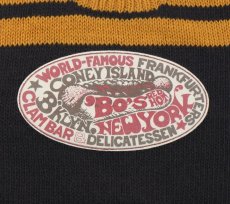 WORLD-FAMOUS FRANKFURTERS
CONEY ISLAND
B'KLYN.
"BO'S"
NEW YORK
CLAM BAR & DELICATESSEN